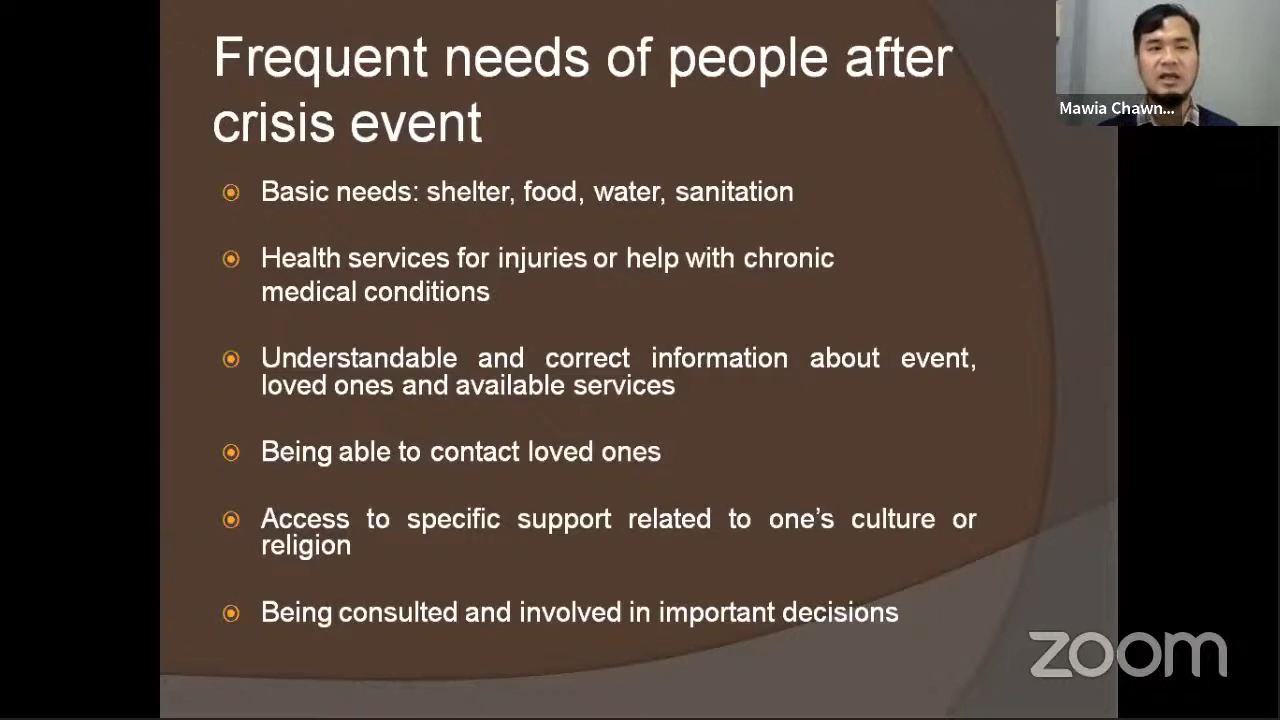 Frequent needs of people after
crisis event
Basic needs: shelter, food, water, sanitation
Health services for injuries or help with chronic
medical conditions
Understandable and correct information about event,
loved ones and available services
Being able to contact loved ones
Access to specific support related to one’s culture or
religion
Being consulted and involved in important decisions
Mawia Chawn...
zoom